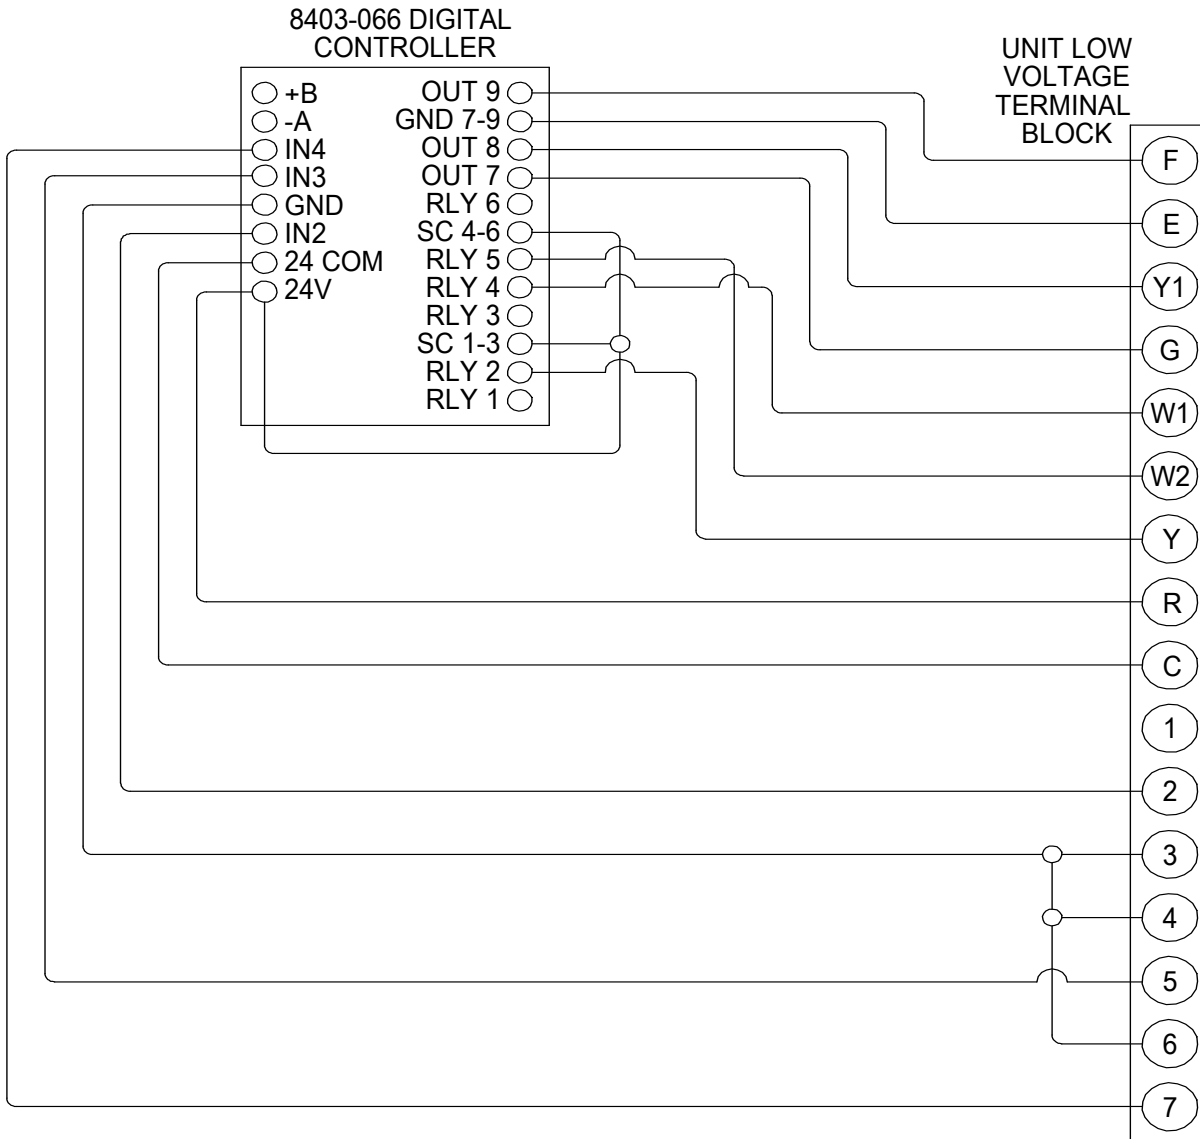 8403-066 DIGITAL
CONTROLLER
UNIT LOW
VOLTAGE
TERMINAL
BLOCK
+B
-A
IN4
IN3
GND
IN2
24 COM
24V
OUT 9
GND 7-9
OUT 8
OUT 7
RLY 6
SC 4-6
RLY 5
RLY 4
RLY 3
SC 1-3
RLY 2
RLY 1
F
E
Y1
G
W1
W2
Y
R
C
1
2
3
4
5
6
7